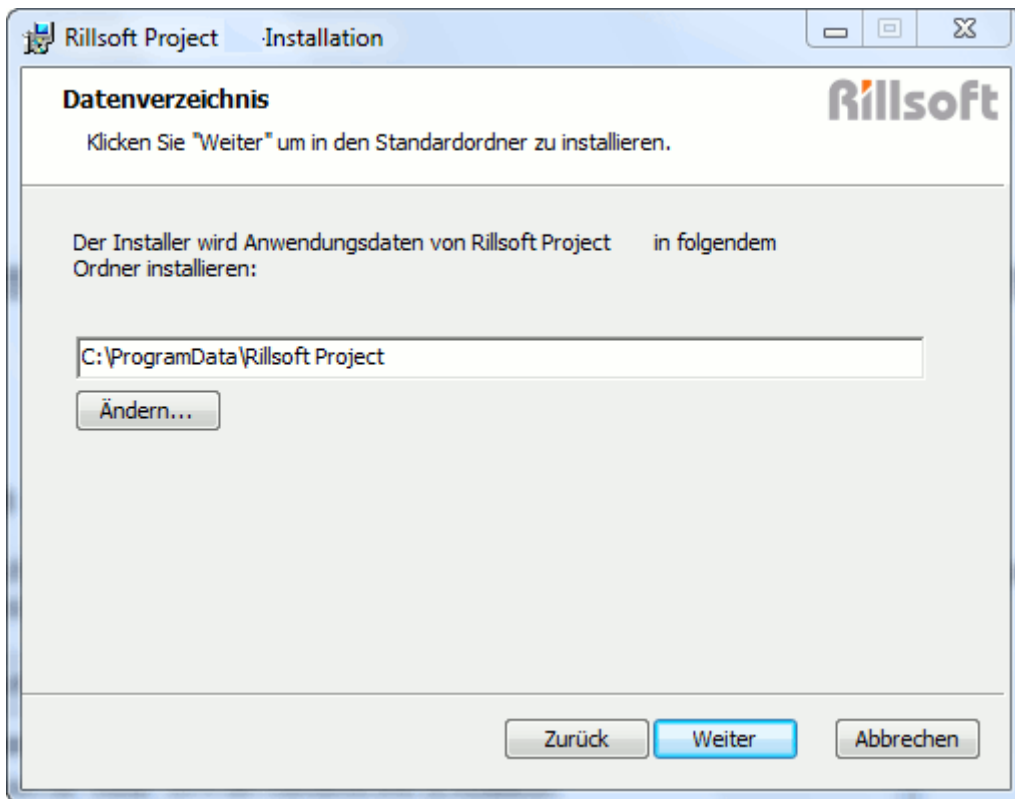 Rillsoft Project -Installation
Datenverzeichnis
Rillsoft
Klicken Sie "Weiter" um in den Standardordner zu installieren.
Der Installer wird Anwendungsdaten von Rillsoft Project in folgendem
Ordner installieren:
C:\ProgramData\Rillsoft Project
Ändern...
Zurück
Weiter
Abbrechen